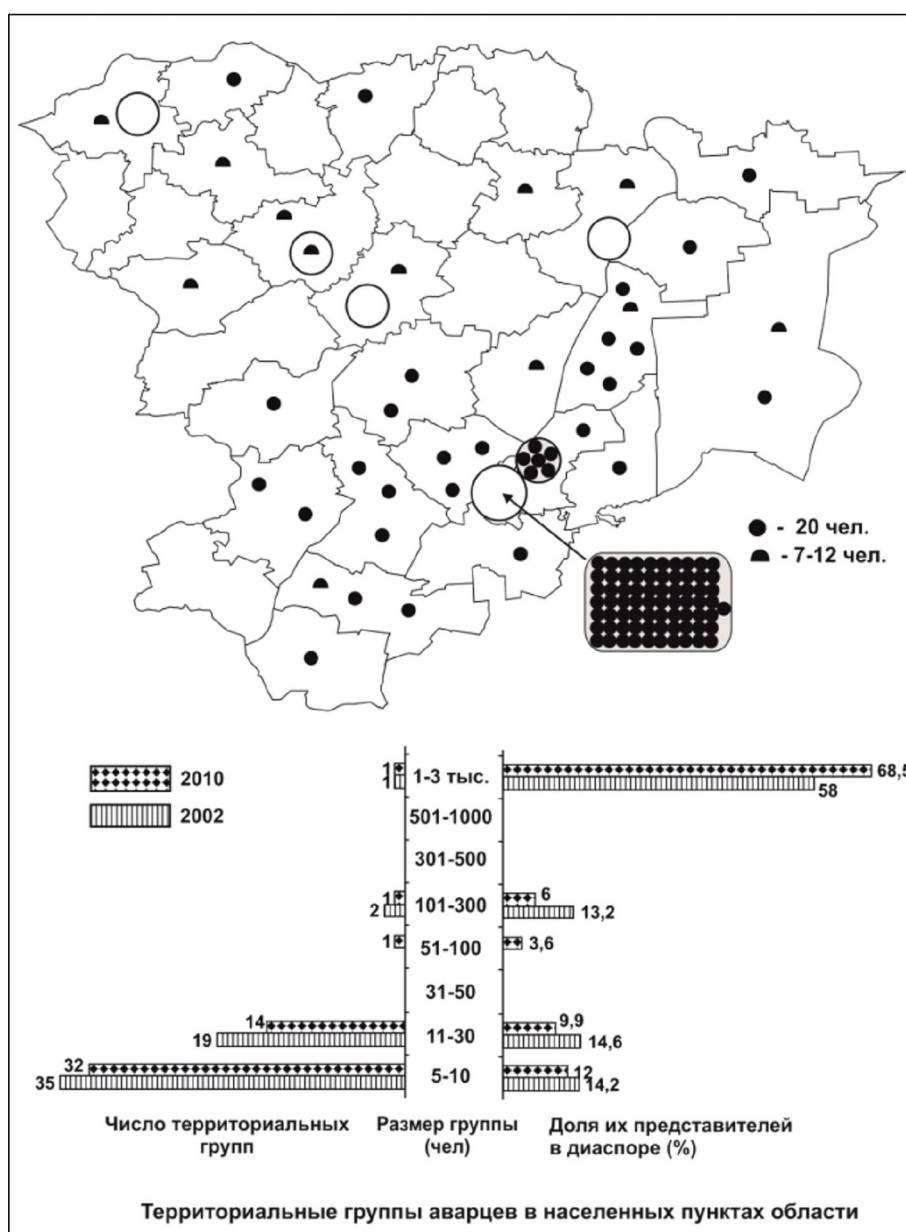 - 20 чел.
- 7-12 чел.
2010
2002
1 1-3 тыс. 68,5
1 58
501-1000
301-500
1 101-300 6
2 13,2
1 51-100 3,6
31-50
14 11-30 9,9
19 14,6
32 5-10 12
35 14,2
Число территориальных Размер группы Доля их представителей
групп (чел) в диаспоре (%)
Территориальные группы аварцев в населенных пунктах области